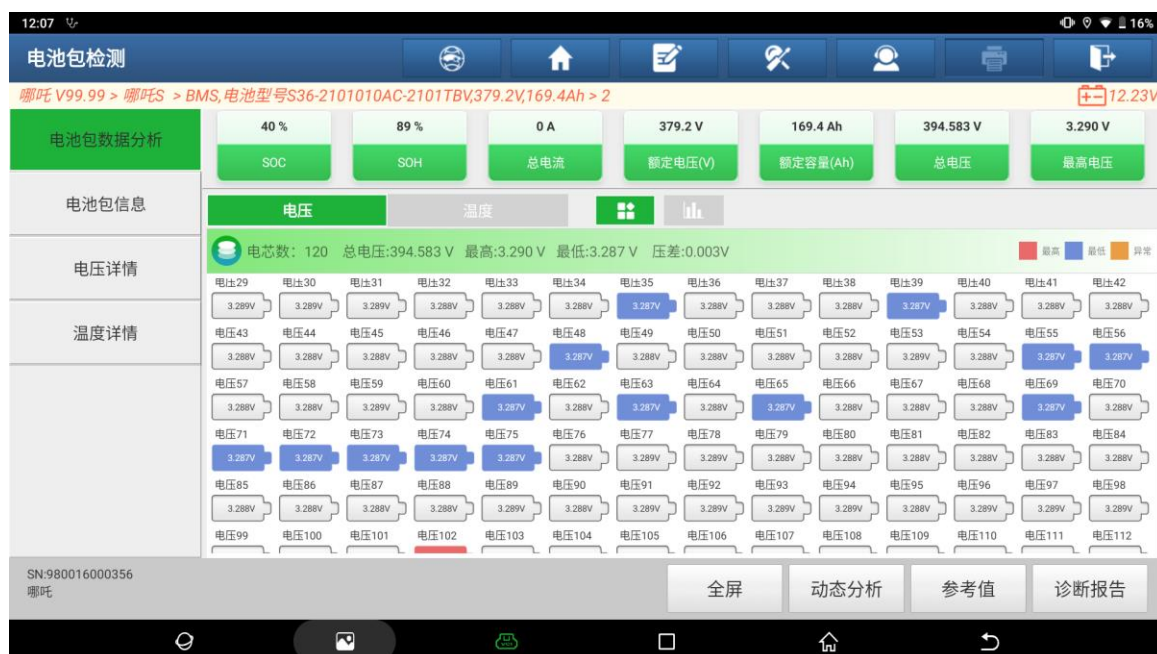 12:07 16%
电池包检测
哪吒 V99.99 > 哪吒S > BMS,电池型号S36-2101010AC-2101TBV,379.2V,169.4Ah > 2 12.23V
电池包数据分析
电池包信息
电压详情
温度详情
40 % 89 % 0 A 379.2 V 169.4 Ah 394.583 V 3.290 V
SOC SOH 总电流 额定电压(V) 额定容量(Ah) 总电压 最高电压
电压 温度
电芯数：120 总电压:394.583 V 最高:3.290 V 最低:3.287 V 压差:0.003V 最高 最低 异常
电压29 电压30 电压31 电压32 电压33 电压34 电压35 电压36 电压37 电压38 电压39 电压40 电压41 电压42
3.289V 3.289V 3.289V 3.288V 3.288V 3.288V 3.287V 3.288V 3.288V 3.288V 3.287V 3.288V 3.288V 3.288V
电压43 电压44 电压45 电压46 电压47 电压48 电压49 电压50 电压51 电压52 电压53 电压54 电压55 电压56
3.288V 3.288V 3.288V 3.288V 3.288V 3.287V 3.288V 3.288V 3.288V 3.288V 3.289V 3.288V 3.287V 3.287V
电压57 电压58 电压59 电压60 电压61 电压62 电压63 电压64 电压65 电压66 电压67 电压68 电压69 电压70
3.288V 3.288V 3.289V 3.288V 3.287V 3.288V 3.287V 3.288V 3.287V 3.288V 3.288V 3.288V 3.287V 3.288V
电压71 电压72 电压73 电压74 电压75 电压76 电压77 电压78 电压79 电压80 电压81 电压82 电压83 电压84
3.287V 3.287V 3.287V 3.287V 3.287V 3.288V 3.289V 3.289V 3.288V 3.288V 3.288V 3.288V 3.288V 3.288V
电压85 电压86 电压87 电压88 电压89 电压90 电压91 电压92 电压93 电压94 电压95 电压96 电压97 电压98
3.288V 3.288V 3.288V 3.288V 3.288V 3.288V 3.289V 3.289V 3.289V 3.289V 3.289V 3.289V 3.289V 3.289V
电压99 电压100 电压101 电压102 电压103 电压104 电压105 电压106 电压107 电压108 电压109 电压110 电压111 电压112
SN:980016000356
哪吒
全屏 动态分析 参考值 诊断报告